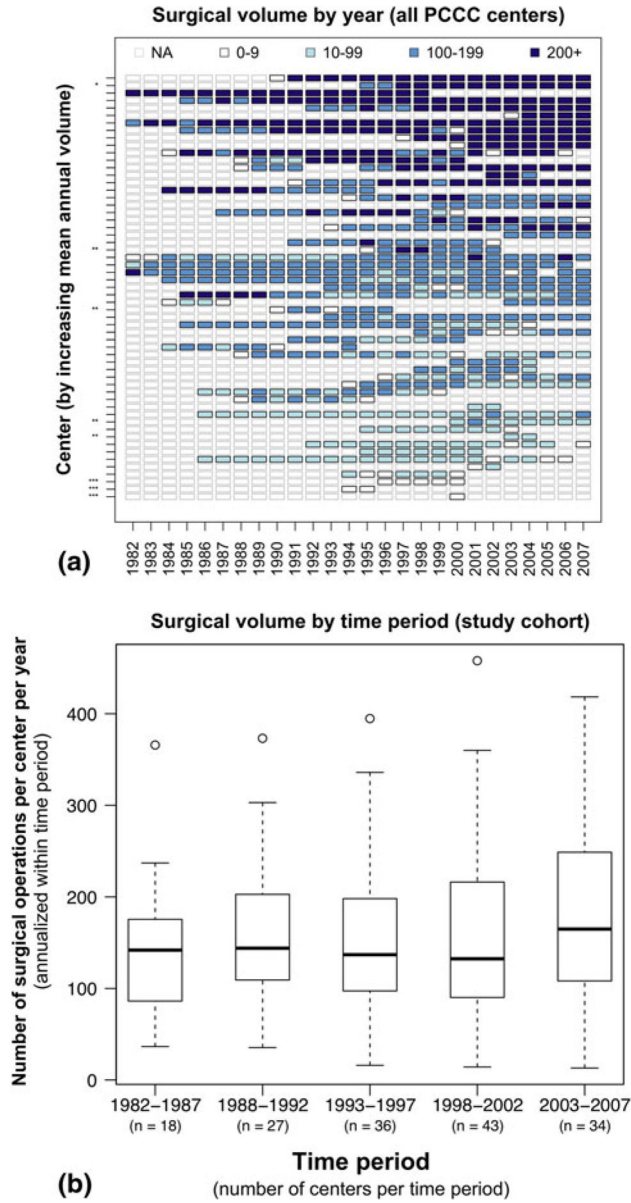 Surgical volume by year (all PCCC centers)
NA 0-9 10-99 100-199 200+
Center (by increasing mean annual volume)
*
**
**
**
**
***
***
***
1982 1983 1984 1985 1986 1987 1988 1989 1990 1991 1992 1993 1994 1995 1996 1997 1998 1999 2000 2001 2002 2003 2004 2005 2006 2007
(a)
Surgical volume by time period (study cohort)
Number of surgical operations per center per year
(annualized within time period)
400
300
200
100
0
1982–1987 1988–1992 1993–1997 1998–2002 2003–2007
(n = 18) (n = 27) (n = 36) (n = 43) (n = 34)
(b)
Time period
(number of centers per time period)